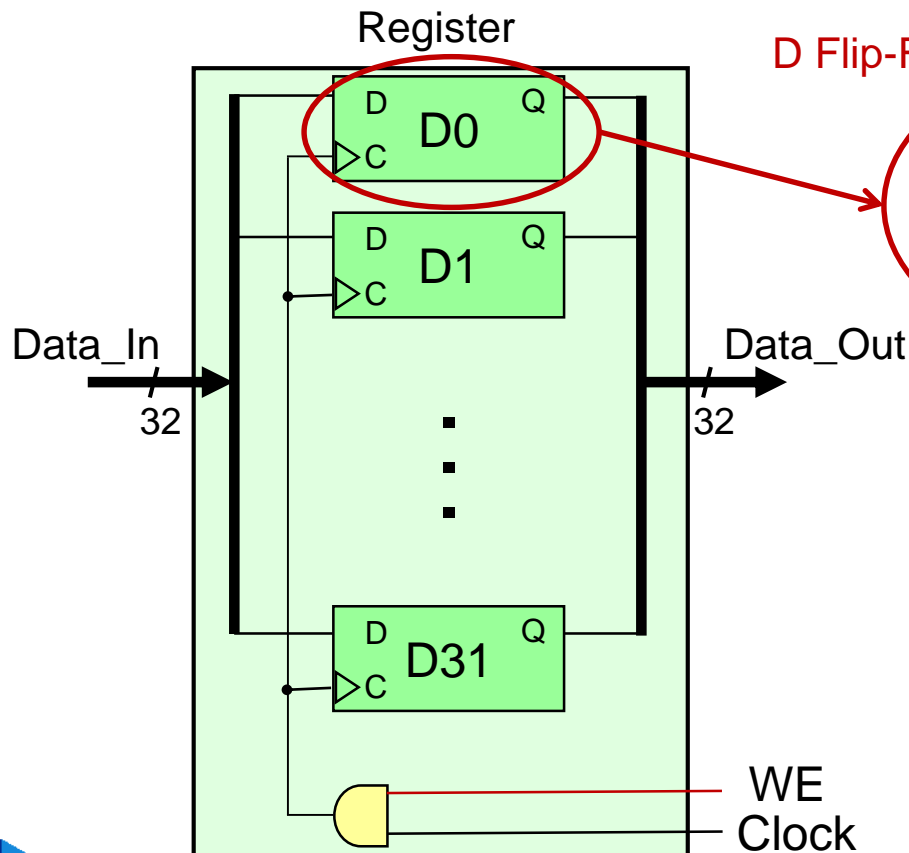 Register
D Flip-F
D Q
D0
C
D Q
D1
C
Data_In
Data_Out
32
32
D Q
D31
C
WE
Clock